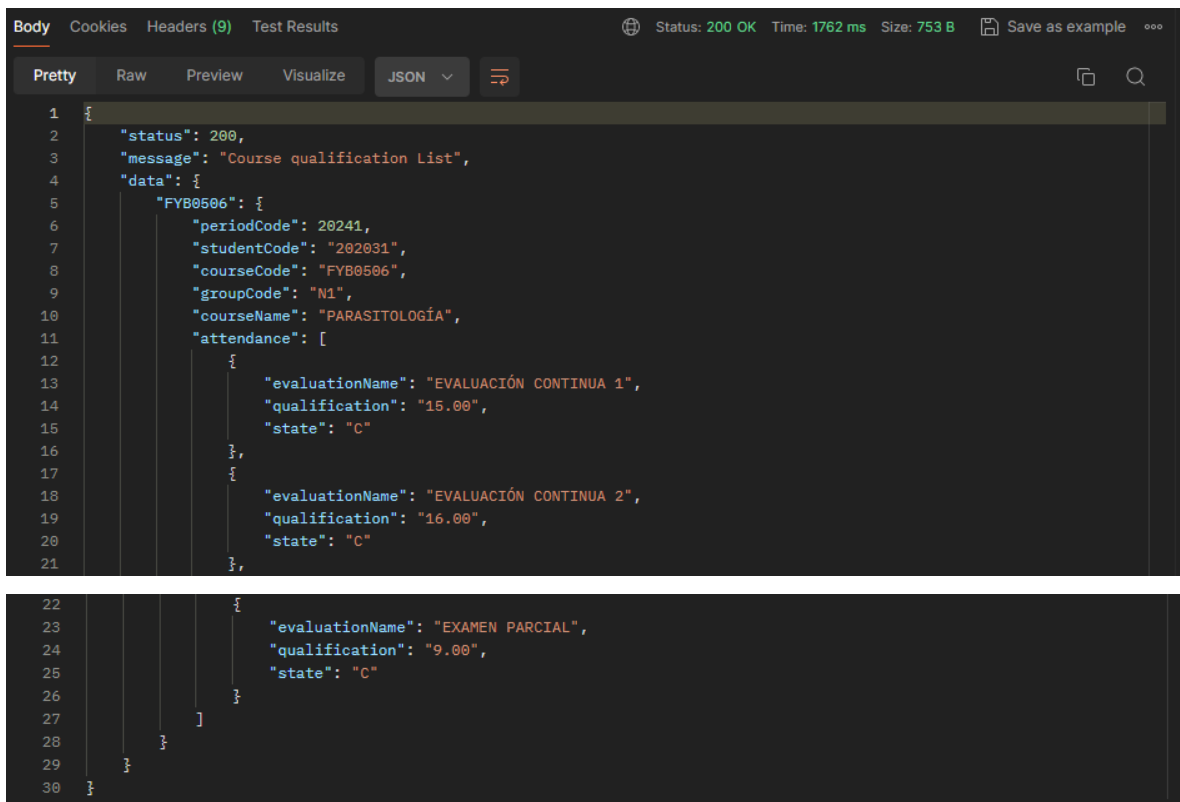 Body Cookies Headers (9) Test Results Status: 200 OK Time: 1762 ms Size: 753 B Save as example
Pretty Raw Preview Visualize JSON
1 {
2 "status": 200,
3 "message": "Course qualification List",
4 "data": {
5 "FYB0506": {
6 "periodCode": 20241,
7 "studentCode": "202031",
8 "courseCode": "FYB0506",
9 "groupCode": "N1",
10 "courseName": "PARASITOLOGÍA",
11 "attendance": [
12 {
13 "evaluationName": "EVALUACIÓN CONTINUA 1",
14 "qualification": "15.00",
15 "state": "C"
16 },
17 {
18 "evaluationName": "EVALUACIÓN CONTINUA 2",
19 "qualification": "16.00",
20 "state": "C"
21 },
22 {
23 "evaluationName": "EXAMEN PARCIAL",
24 "qualification": "9.00",
25 "state": "C"
26 }
27 ]
28 }
29 }
30 }